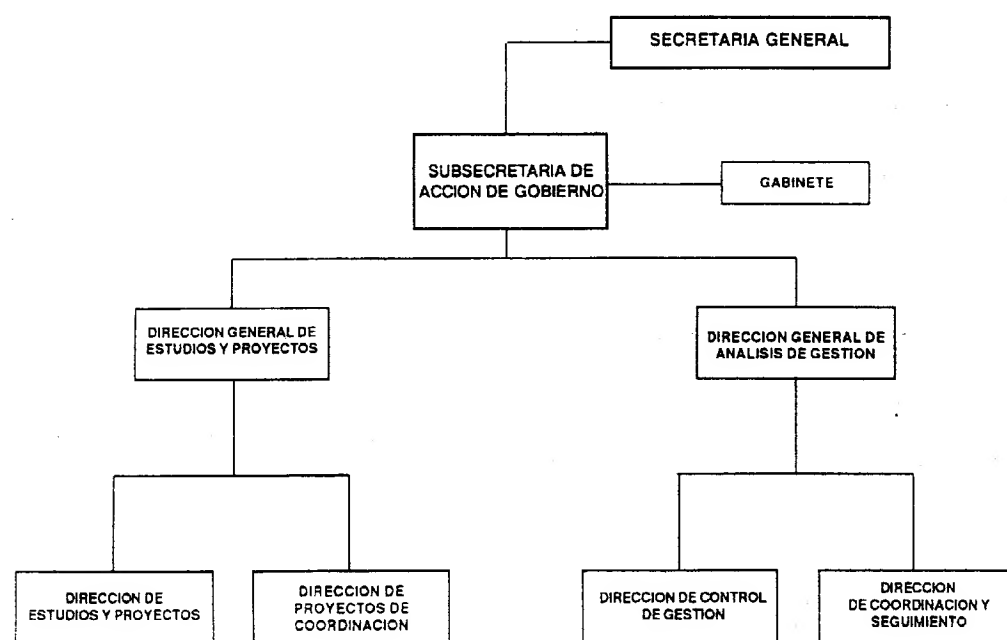 SECRETARIA GENERAL
SUBSECRETARIA DE
ACCION DE GOBIERNO
GABINETE
DIRECCION GENERAL DE
ESTUDIOS Y PROYECTOS
DIRECCION GENERAL DE
ANALISIS DE GESTION
DIRECCION DE
ESTUDIOS Y PROYECTOS
DIRECCION DE
PROYECTOS DE
COORDINACION
DIRECCION DE CONTROL
DE GESTION
DIRECCION
DE COORDINACION Y
SEGUIMIENTO